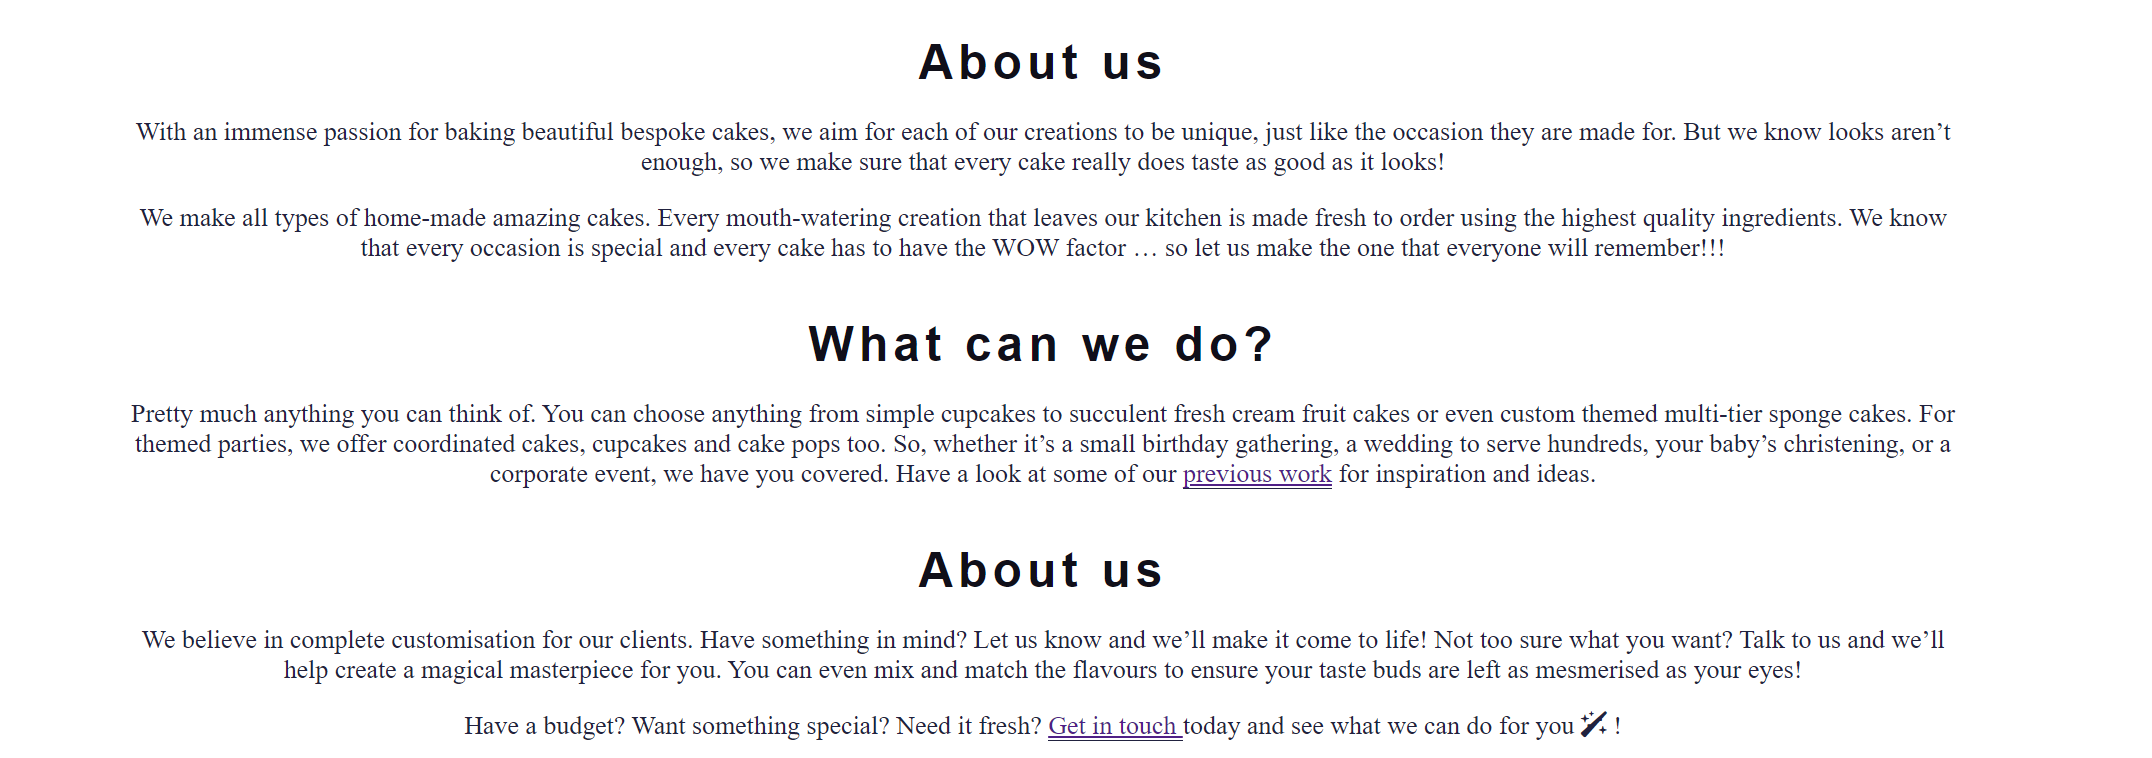 About us
With an immense passion for baking beautiful bespoke cakes, we aim for each of our creations to be unique, just like the occasion they are made for. But we know looks aren’t
enough, so we make sure that every cake really does taste as good as it looks!
We make all types of home-made amazing cakes. Every mouth-watering creation that leaves our kitchen is made fresh to order using the highest quality ingredients. We know
that every occasion is special and every cake has to have the WOW factor … so let us make the one that everyone will remember!!!
What can we do?
Pretty much anything you can think of. You can choose anything from simple cupcakes to succulent fresh cream fruit cakes or even custom themed multi-tier sponge cakes. For
themed parties, we offer coordinated cakes, cupcakes and cake pops too. So, whether it’s a small birthday gathering, a wedding to serve hundreds, your baby’s christening, or a
corporate event, we have you covered. Have a look at some of our previous work for inspiration and ideas.
About us
We believe in complete customisation for our clients. Have something in mind? Let us know and we’ll make it come to life! Not too sure what you want? Talk to us and we’ll
help create a magical masterpiece for you. You can even mix and match the flavours to ensure your taste buds are left as mesmerised as your eyes!
Have a budget? Want something special? Need it fresh? Get in touch today and see what we can do for you !